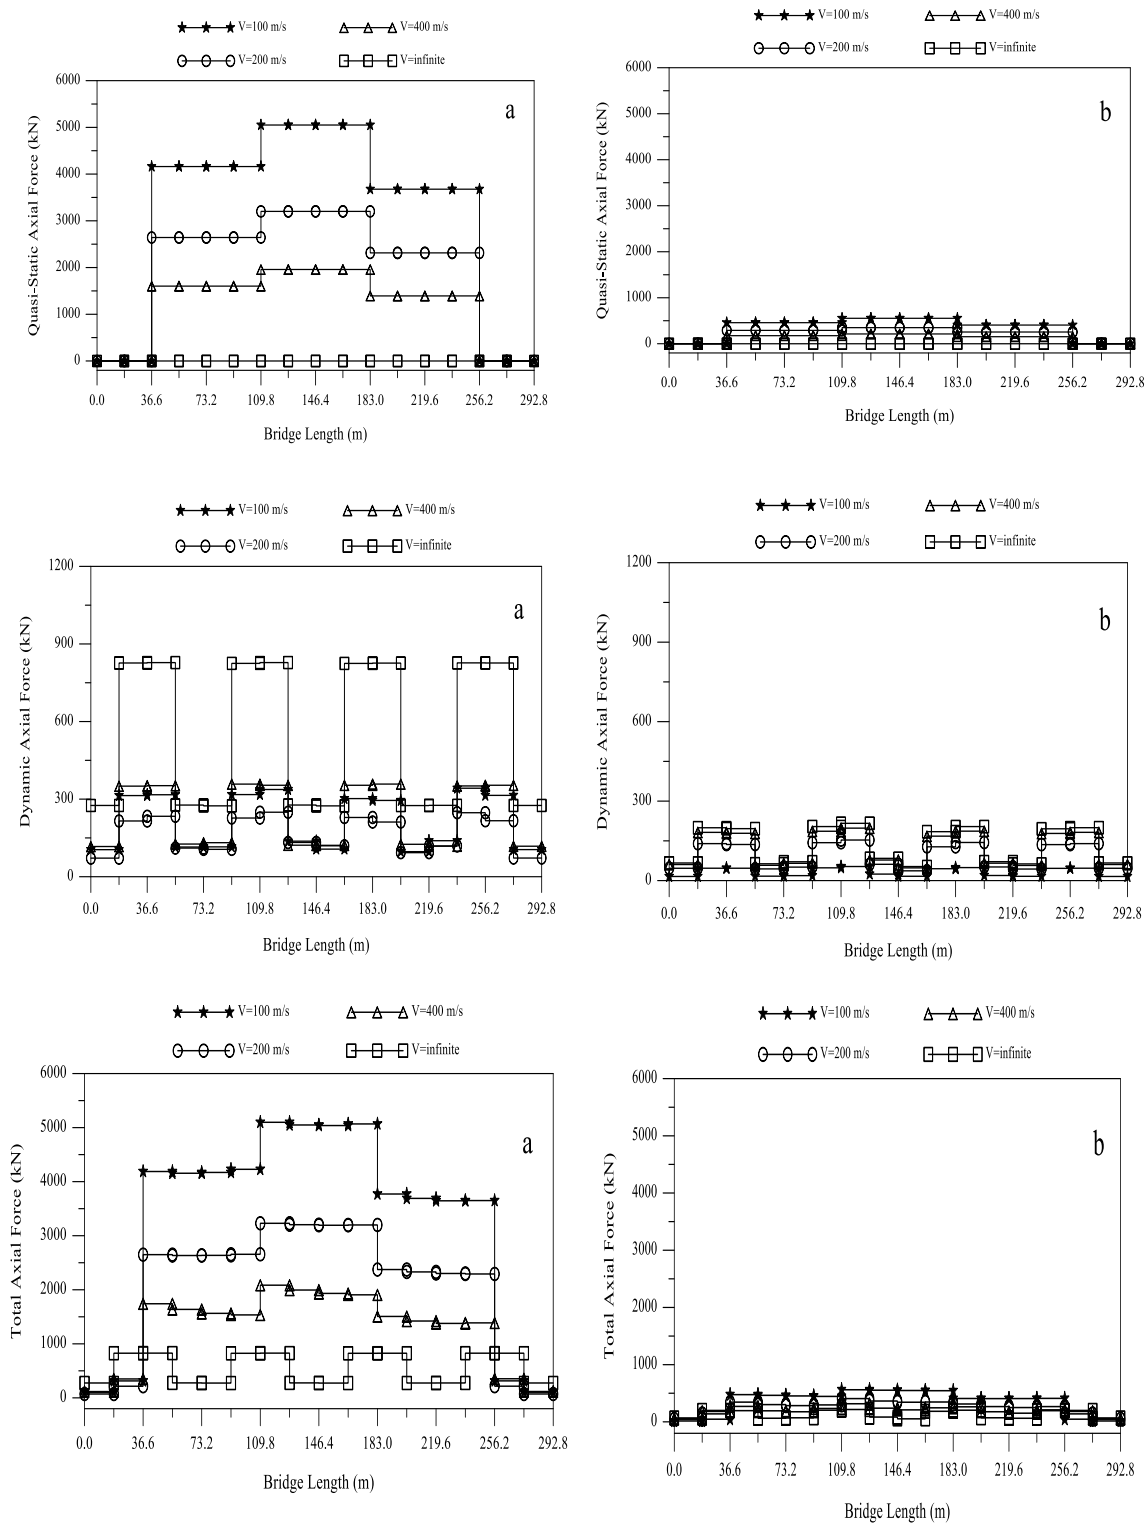 V=100 m/s V=400 m/s
V=200 m/s V=infinite
a
Quasi-Static Axial Force (kN)
6000
5000
4000
3000
2000
1000
0
0.0 36.6 73.2 109.8 146.4 183.0 219.6 256.2 292.8
Bridge Length (m)
V=100 m/s V=400 m/s
V=200 m/s V=infinite
b
Quasi-Static Axial Force (kN)
6000
5000
4000
3000
2000
1000
0
0.0 36.6 73.2 109.8 146.4 183.0 219.6 256.2 292.8
Bridge Length (m)
V=100 m/s V=400 m/s
V=200 m/s V=infinite
a
Dynamic Axial Force (kN)
1200
900
600
300
0
0.0 36.6 73.2 109.8 146.4 183.0 219.6 256.2 292.8
Bridge Length (m)
V=100 m/s V=400 m/s
V=200 m/s V=infinite
b
Dynamic Axial Force (kN)
1200
900
600
300
0
0.0 36.6 73.2 109.8 146.4 183.0 219.6 256.2 292.8
Bridge Length (m)
V=100 m/s V=400 m/s
V=200 m/s V=infinite
a
Total Axial Force (kN)
6000
5000
4000
3000
2000
1000
0
0.0 36.6 73.2 109.8 146.4 183.0 219.6 256.2 292.8
Bridge Length (m)
V=100 m/s V=400 m/s
V=200 m/s V=infinite
b
Total Axial Force (kN)
6000
5000
4000
3000
2000
1000
0
0.0 36.6 73.2 109.8 146.4 183.0 219.6 256.2 292.8
Bridge Length (m)